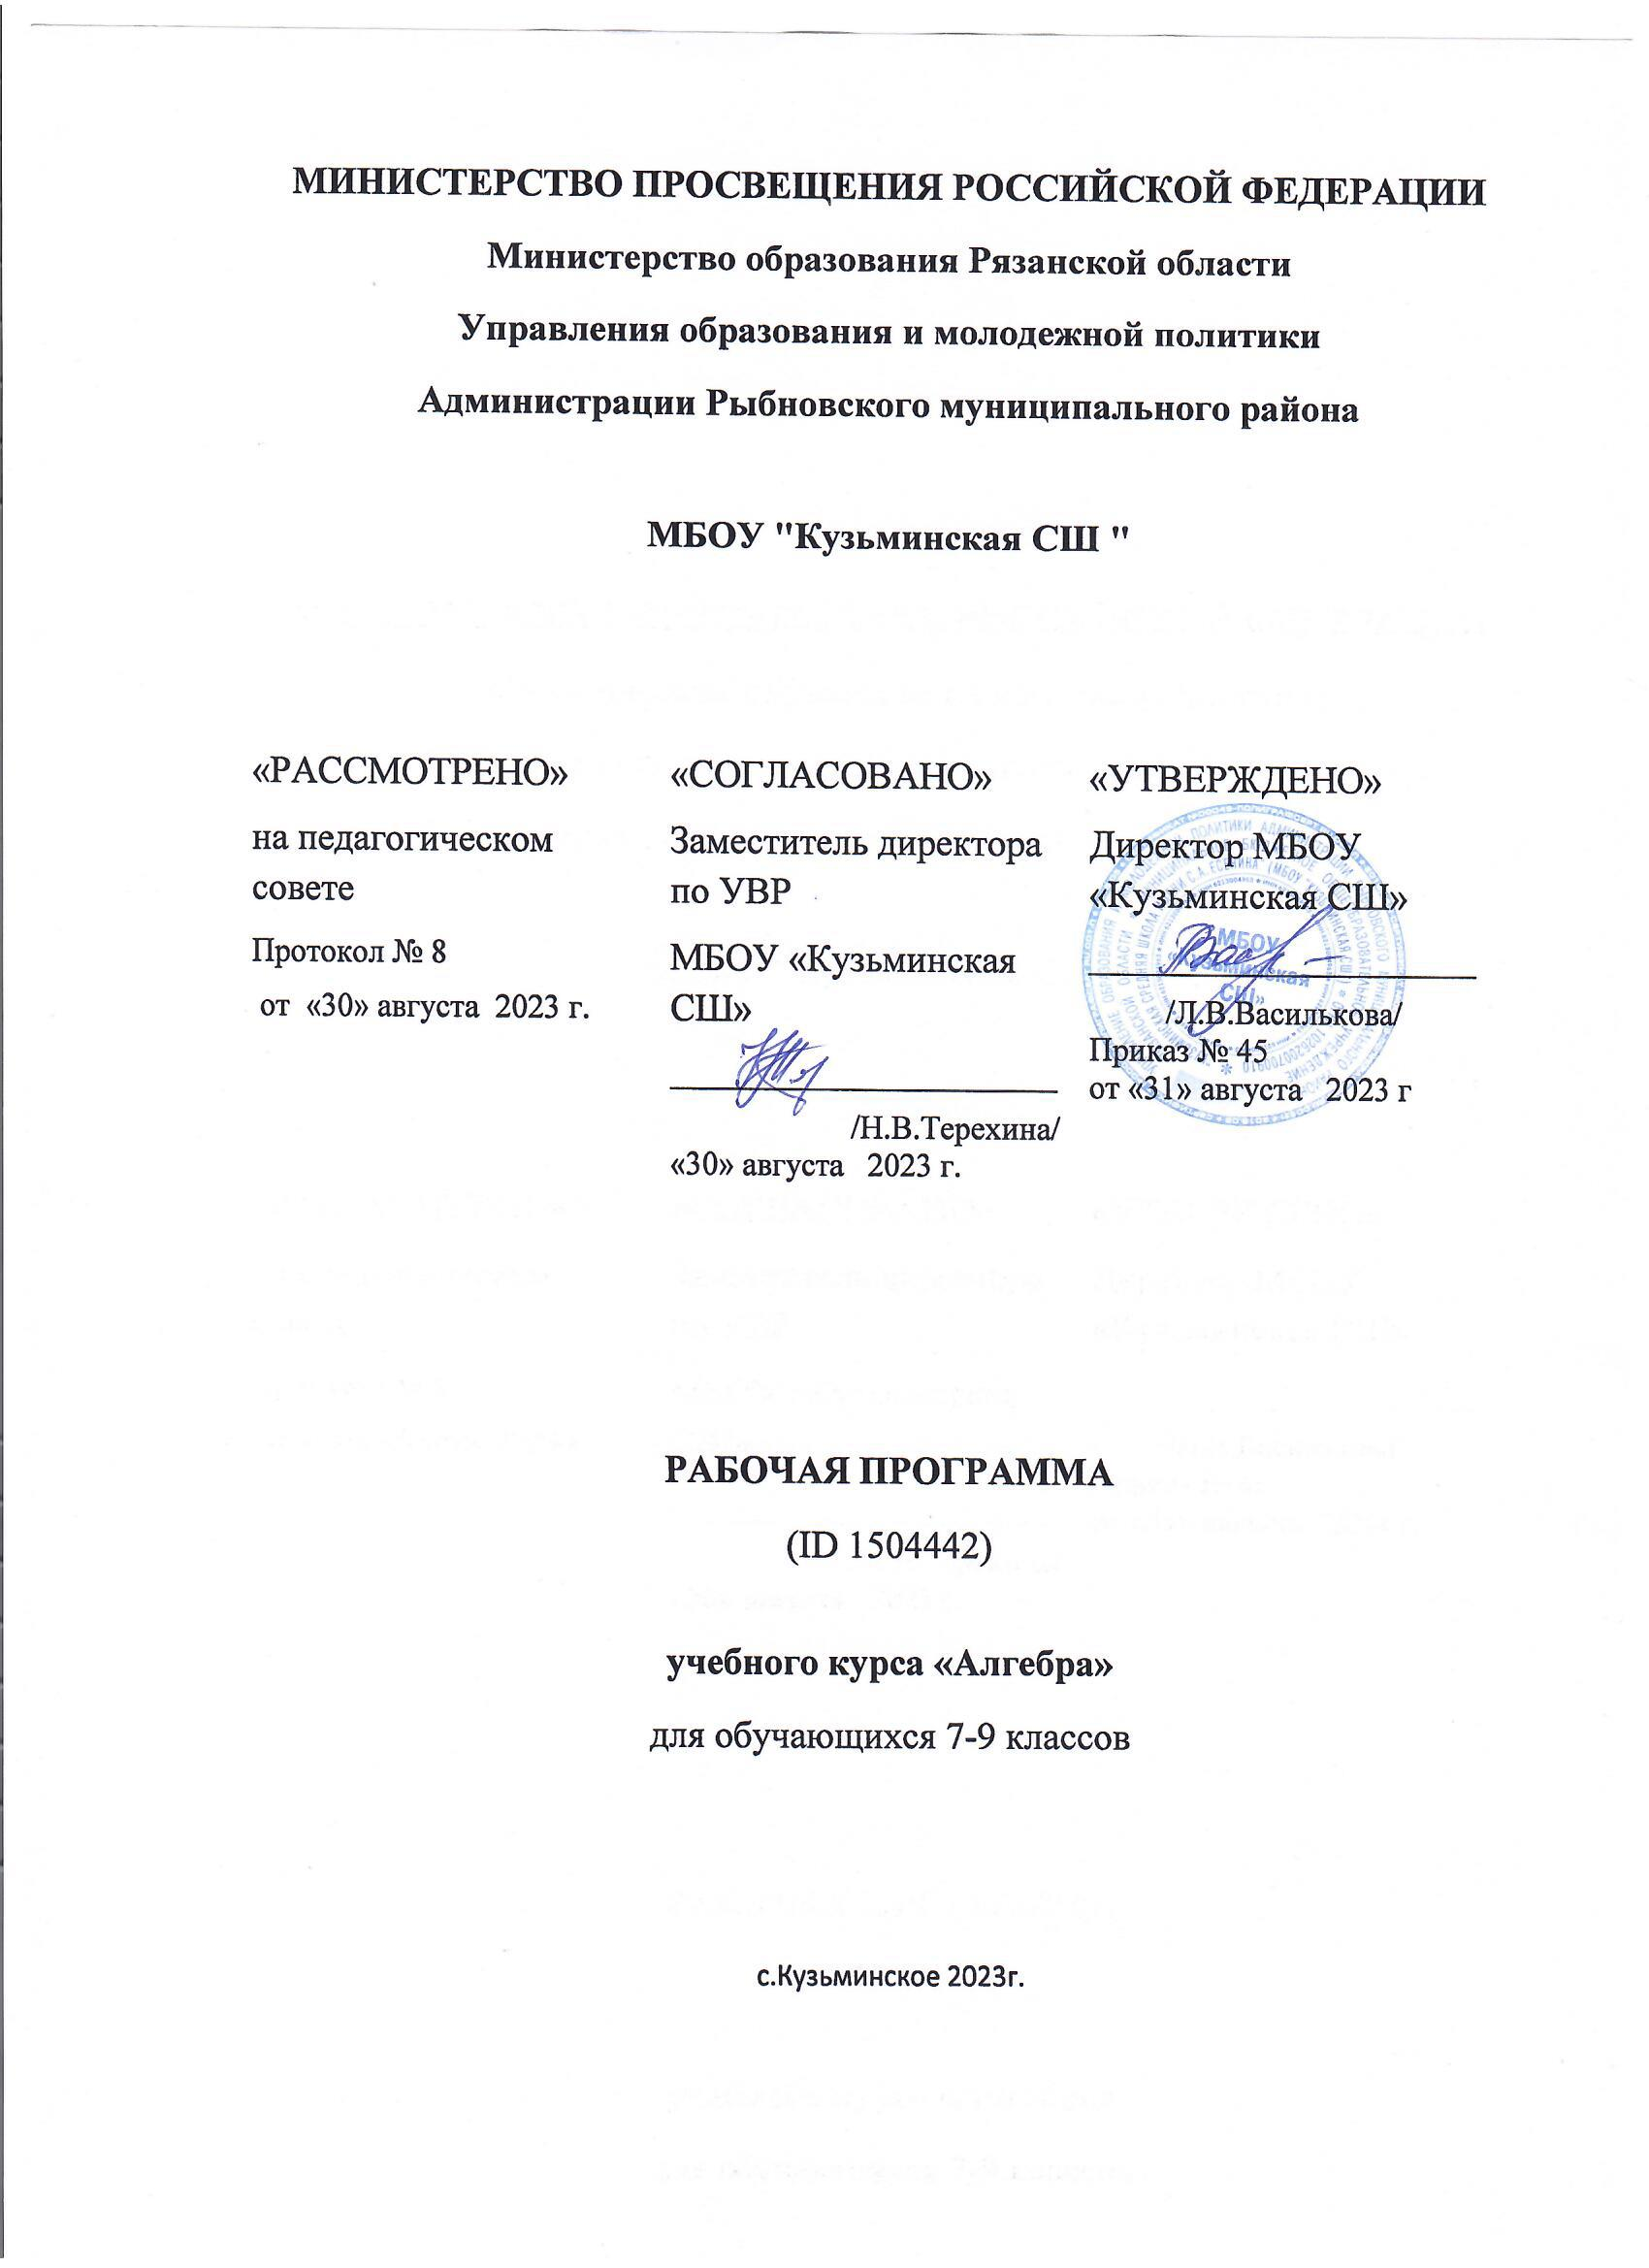 МИНИСТЕРСТВО ПРОСВЕЩЕНИЯ РОССИЙСКОЙ ФЕДЕРАЦИИ
Министерство образования Рязанской области
Управления образования и молодежной политики
Администрации Рыбновского муниципального района
МБОУ "Кузьминская СШ "
«РАССМОТРЕНО»
на педагогическом
совете
Протокол № 8
от «30» августа 2023 г.
«СОГЛАСОВАНО»
Заместитель директора
по УВР
МБОУ «Кузьминская
СШ»
/Н.В.Терехина/
«30» августа 2023 г.
«УТВЕРЖДЕНО»
Директор МБОУ
«Кузьминская СШ»
МБОУ
«Кузьминская
СШ»
/Л.В.Василькова/
Приказ № 45
от «31» августа 2023 г
РАБОЧАЯ ПРОГРАММА
(ID 1504442)
учебного курса «Алгебра»
для обучающихся 7-9 классов
с.Кузьминское 2023г.